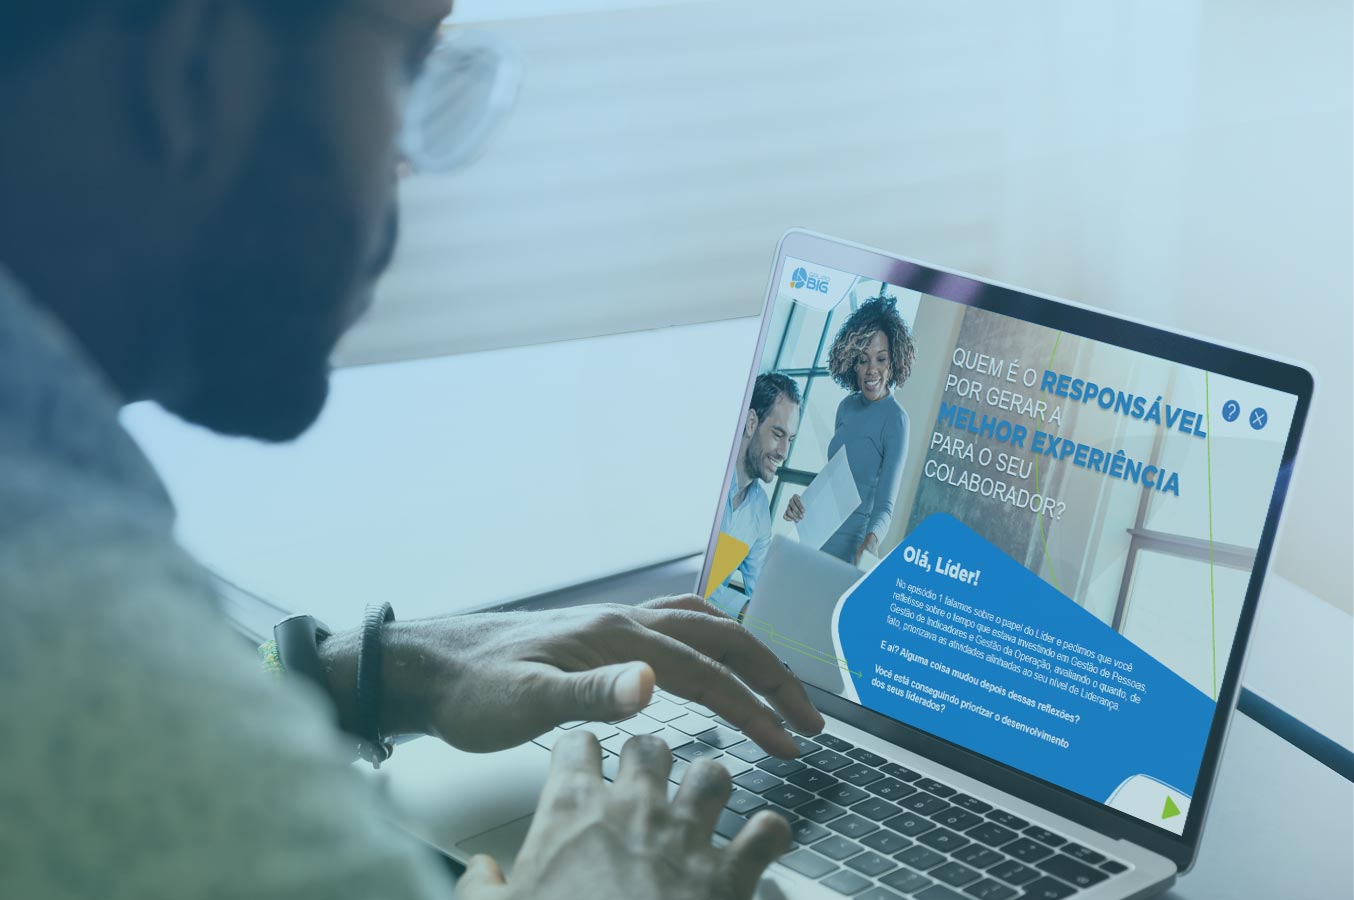 GRUPO
BIG
QUEM É O RESPONSÁVEL
POR GERAR A
MELHOR EXPERIÊNCIA
PARA O SEU
COLABORADOR?
Olá, Líder!
No episódio 1 falamos sobre o papel do Líder e pedimos que você
refletisse sobre o tempo que estava investindo em Gestão de Pessoas,
Gestão de Indicadores e Gestão da Operação, avaliando o quanto, de
fato, priorizava as atividades alinhadas ao seu nível de Liderança.
E aí? Alguma coisa mudou depois dessas reflexões?
Você está conseguindo priorizar o desenvolvimento
dos seus liderados?
?